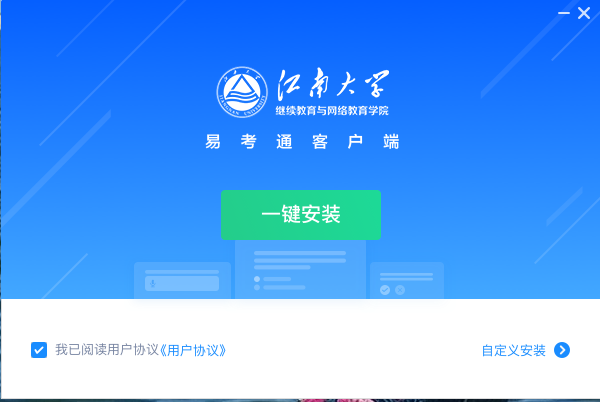 江南大学
继续教育与网络教育学院
易考通客户端
一键安装
我已阅读用户协议《用户协议》
自定义安装